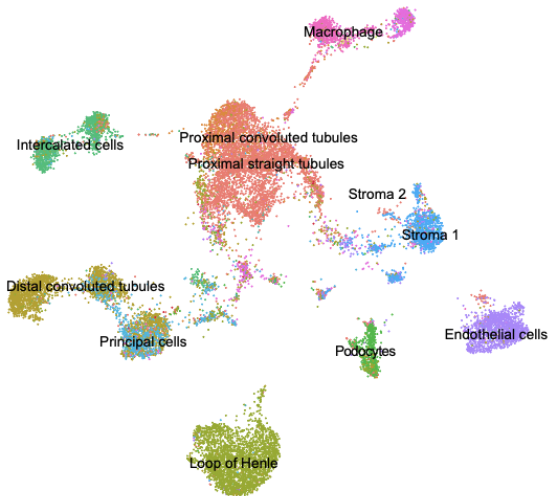 Macrophage
Proximal convoluted tubules
Intercalated cells
Proximal straight tubules
Stroma 2
Stroma 1
Distal convoluted tubules
Endothelial cells
Principal cells
Podocytes
Loop of Henle